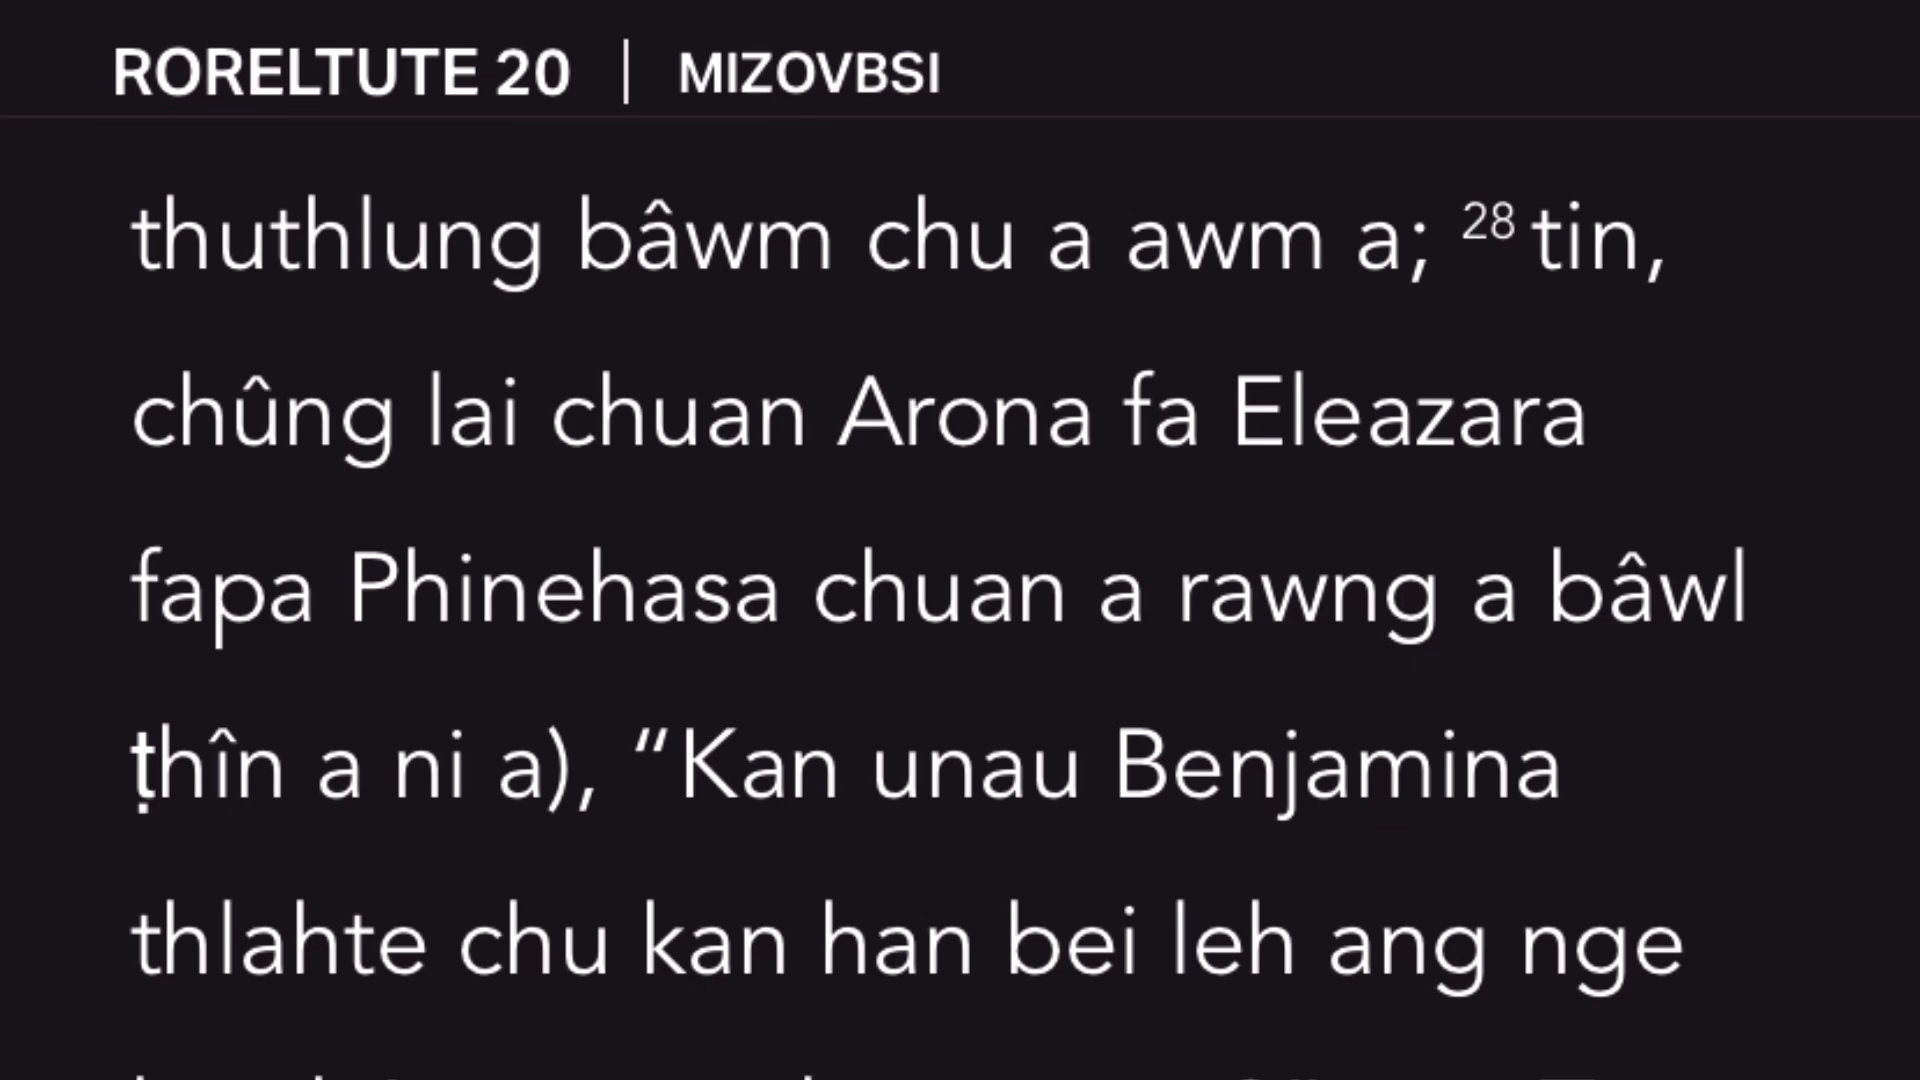 RORELTUTE 20 | MIZOVBSI
thuthlung bâwm chu a awm a; 28 tin,
chûng lai chuan Arona fa Eleazara
fapa Phinehasa chuan a rawng a bâwl
ṭhîn a ni a), “Kan unau Benjamina
thlahte chu kan han bei leh ang nge